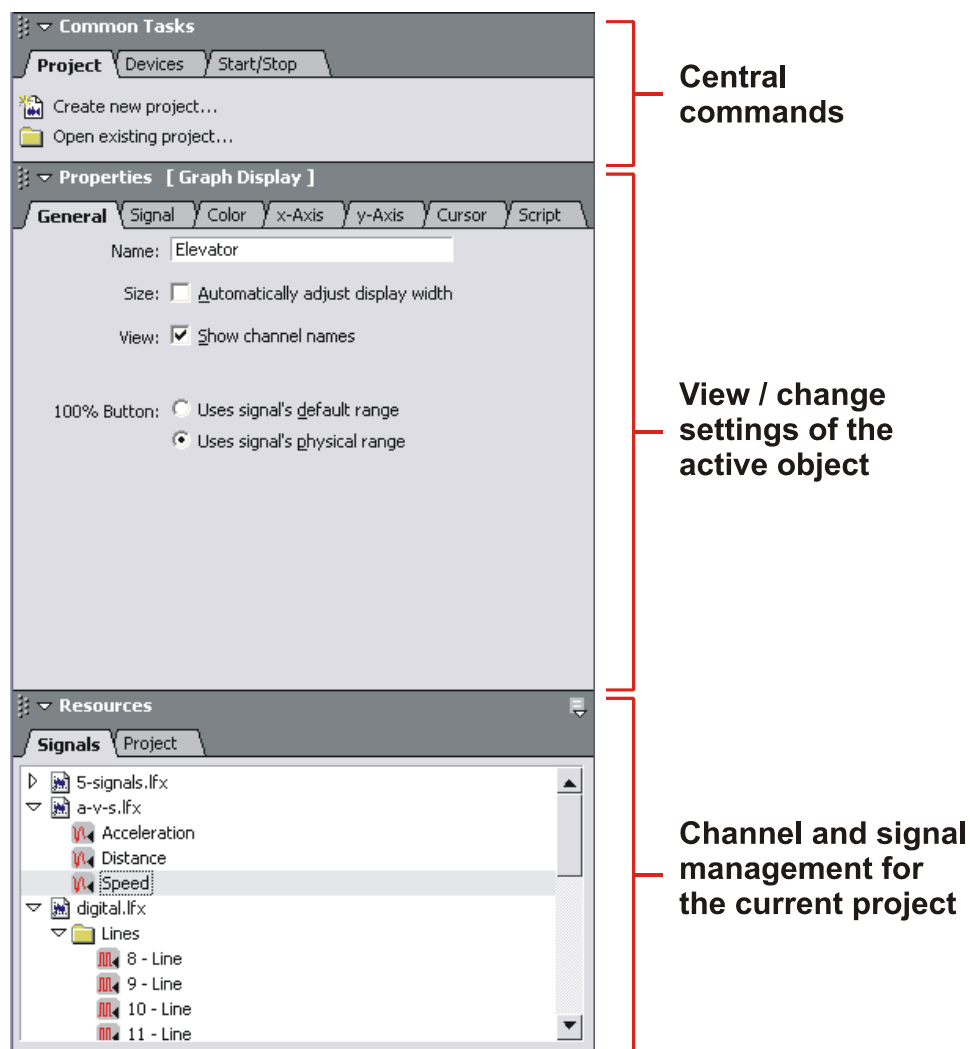 Common Tasks
Project Devices Start/Stop
Create new project...
Open existing project...
Central
commands
Properties [ Graph Display ]
General Signal Color x-Axis y-Axis Cursor Script
Name: Elevator
Size: Automatically adjust display width
View: Show channel names
100% Button: Uses signal's default range
Uses signal's physical range
View / change
settings of the
active object
Resources
Signals Project
5-signals.lfx
a-v-s.lfx
Acceleration
Distance
Speed
digital.lfx
Lines
8 - Line
9 - Line
10 - Line
11 - Line
Channel and signal
management for
the current project